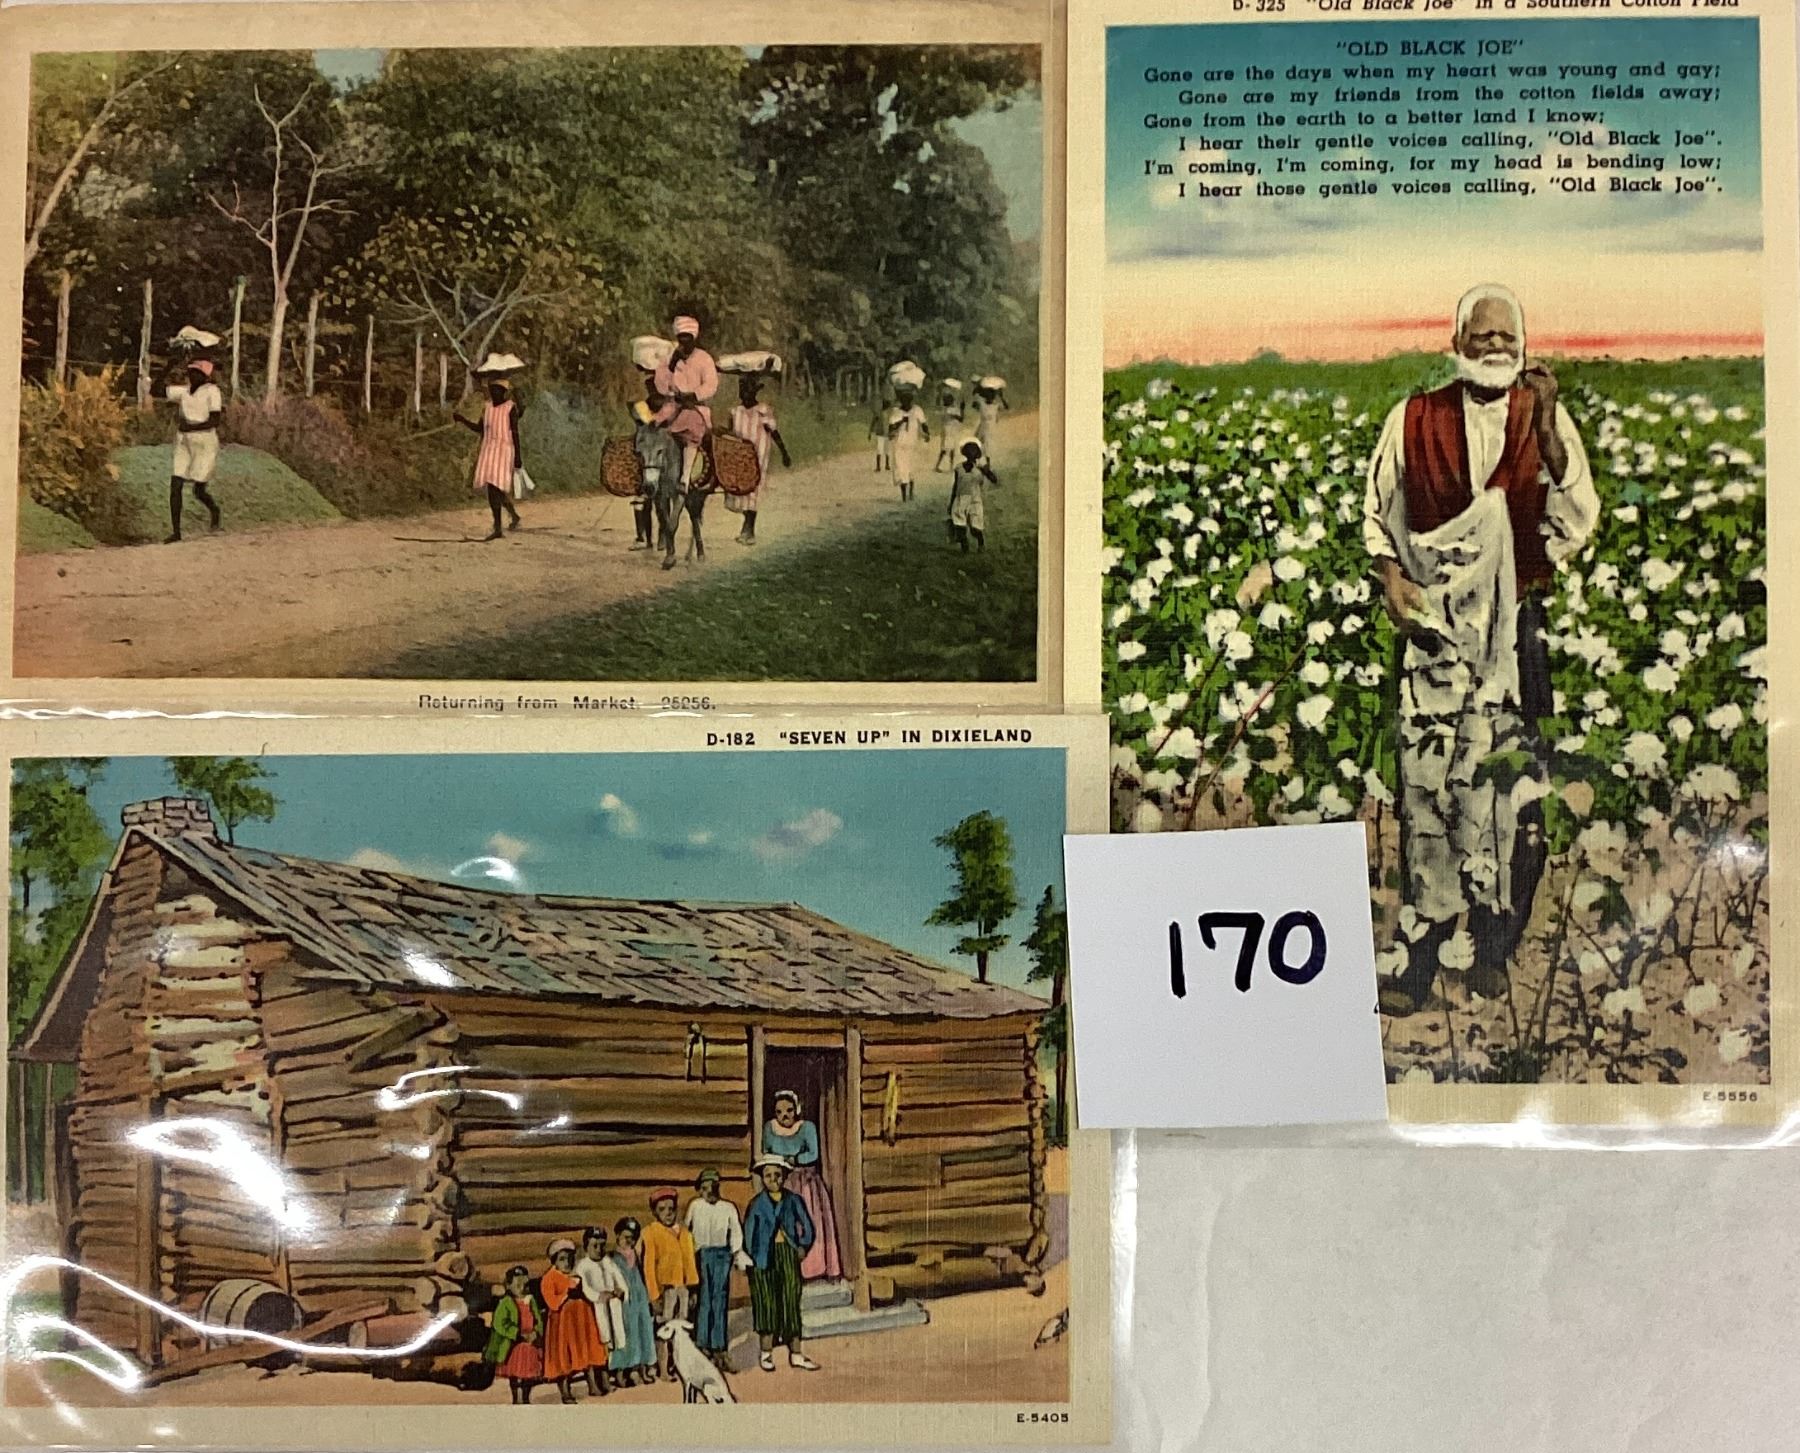 Returning from Market. 25256.
D-325 "Old Black Joe" in a Southern Cotton Field
"OLD BLACK JOE"
Gone are the days when my heart was young and gay;
Gone are my friends from the cotton fields away;
Gone from the earth to a better land I know;
I hear their gentle voices calling, "Old Black Joe".
I'm coming, I'm coming, for my head is bending low;
I hear those gentle voices calling, "Old Black Joe".
E-5556
D-182 "SEVEN UP" IN DIXIELAND
E-5405
170